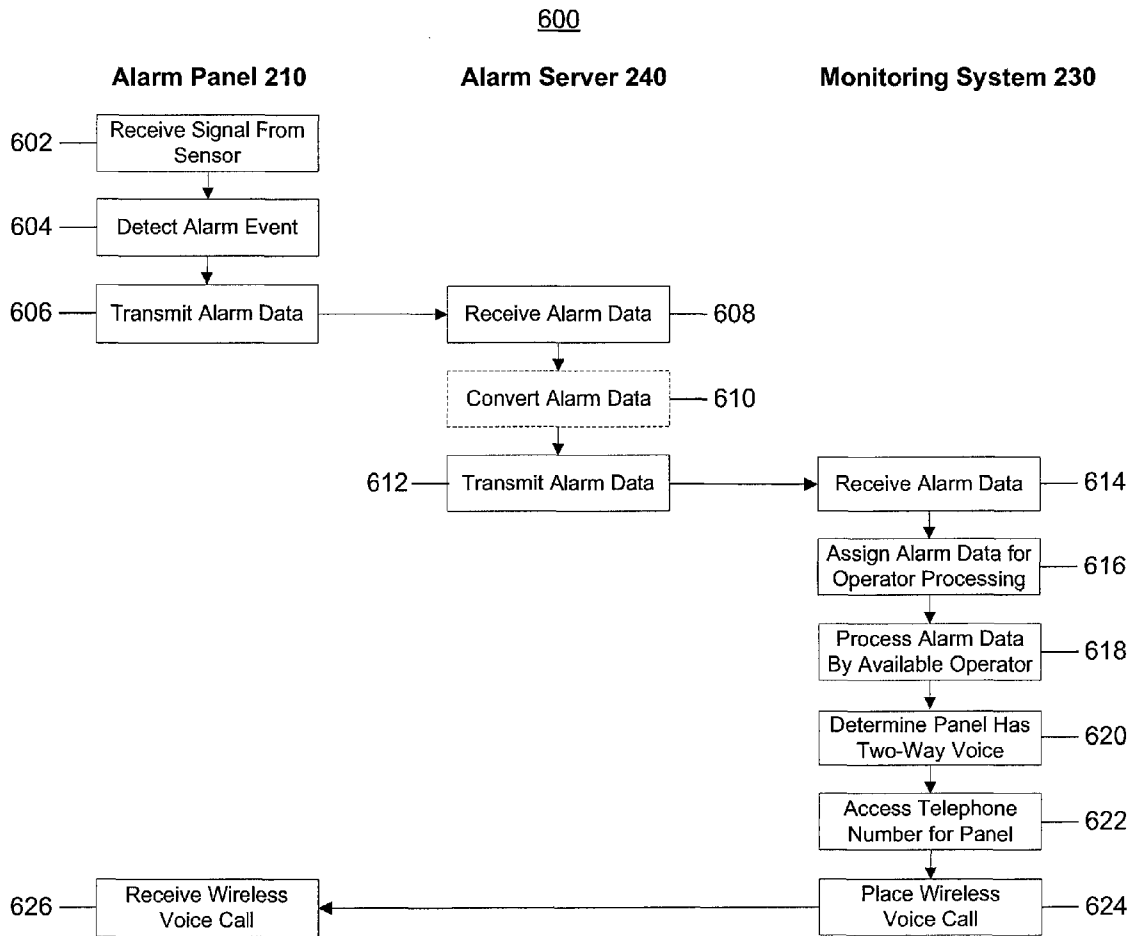 600
Alarm Panel 210
Alarm Server 240
Monitoring System 230
602
Receive Signal From
Sensor
604
Detect Alarm Event
606
Transmit Alarm Data
Receive Alarm Data
608
Convert Alarm Data
610
612
Transmit Alarm Data
Receive Alarm Data
614
Assign Alarm Data for
Operator Processing
616
Process Alarm Data
By Available Operator
618
Determine Panel Has
Two-Way Voice
620
Access Telephone
Number for Panel
622
626
Receive Wireless
Voice Call
Place Wireless
Voice Call
624